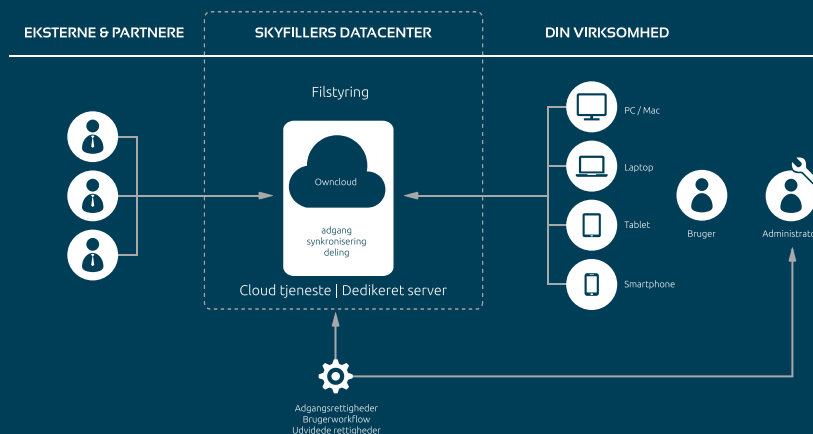 EKSTERNE & PARTNERE
SKYFILLERS DATACENTER
DIN VIRKSOMHED
Filstyring
Owncloud
adgang
synkronisering
deling
Cloud tjeneste | Dedikeret server
PC / Mac
Laptop
Tablet
Smartphone
Bruger
Administrato
Adgangsrettigheder
Brugerworkflow
Udvidede rettigheder